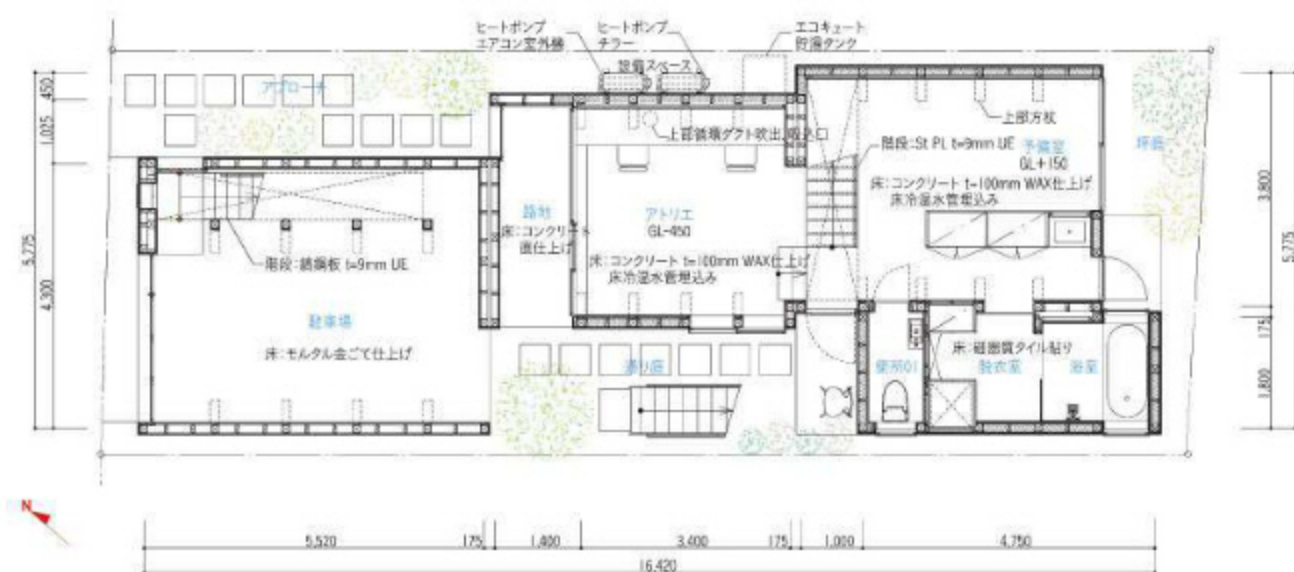 ヒートポンプ
エアコン室外機
ヒートポンプ
チラー
エコキュート
貯湯タンク
設備スペース
アプローチ
上部循環ダクト吹出,吸込口
上部方杖
階段:St PL t=9mm UE
予備室
GL+150
坪庭
床:コンクリート t=100mm WAX仕上げ
床冷温水管埋込み
路地
床:コンクリート
直仕上げ
アトリエ
GL-450
床:コンクリート t=100mm WAX仕上げ
床冷温水管埋込み
階段:縞鋼板 t=9mm UE
駐車場
床:モルタル金ごて仕上げ
通り庭
便所01
床:磁器質タイル貼り
脱衣室
浴室
450
1,025
4,300
5,775
3,800
175
1,800
5,775
N
5,520
175
1,400
3,400
175
1,000
4,750
16,420